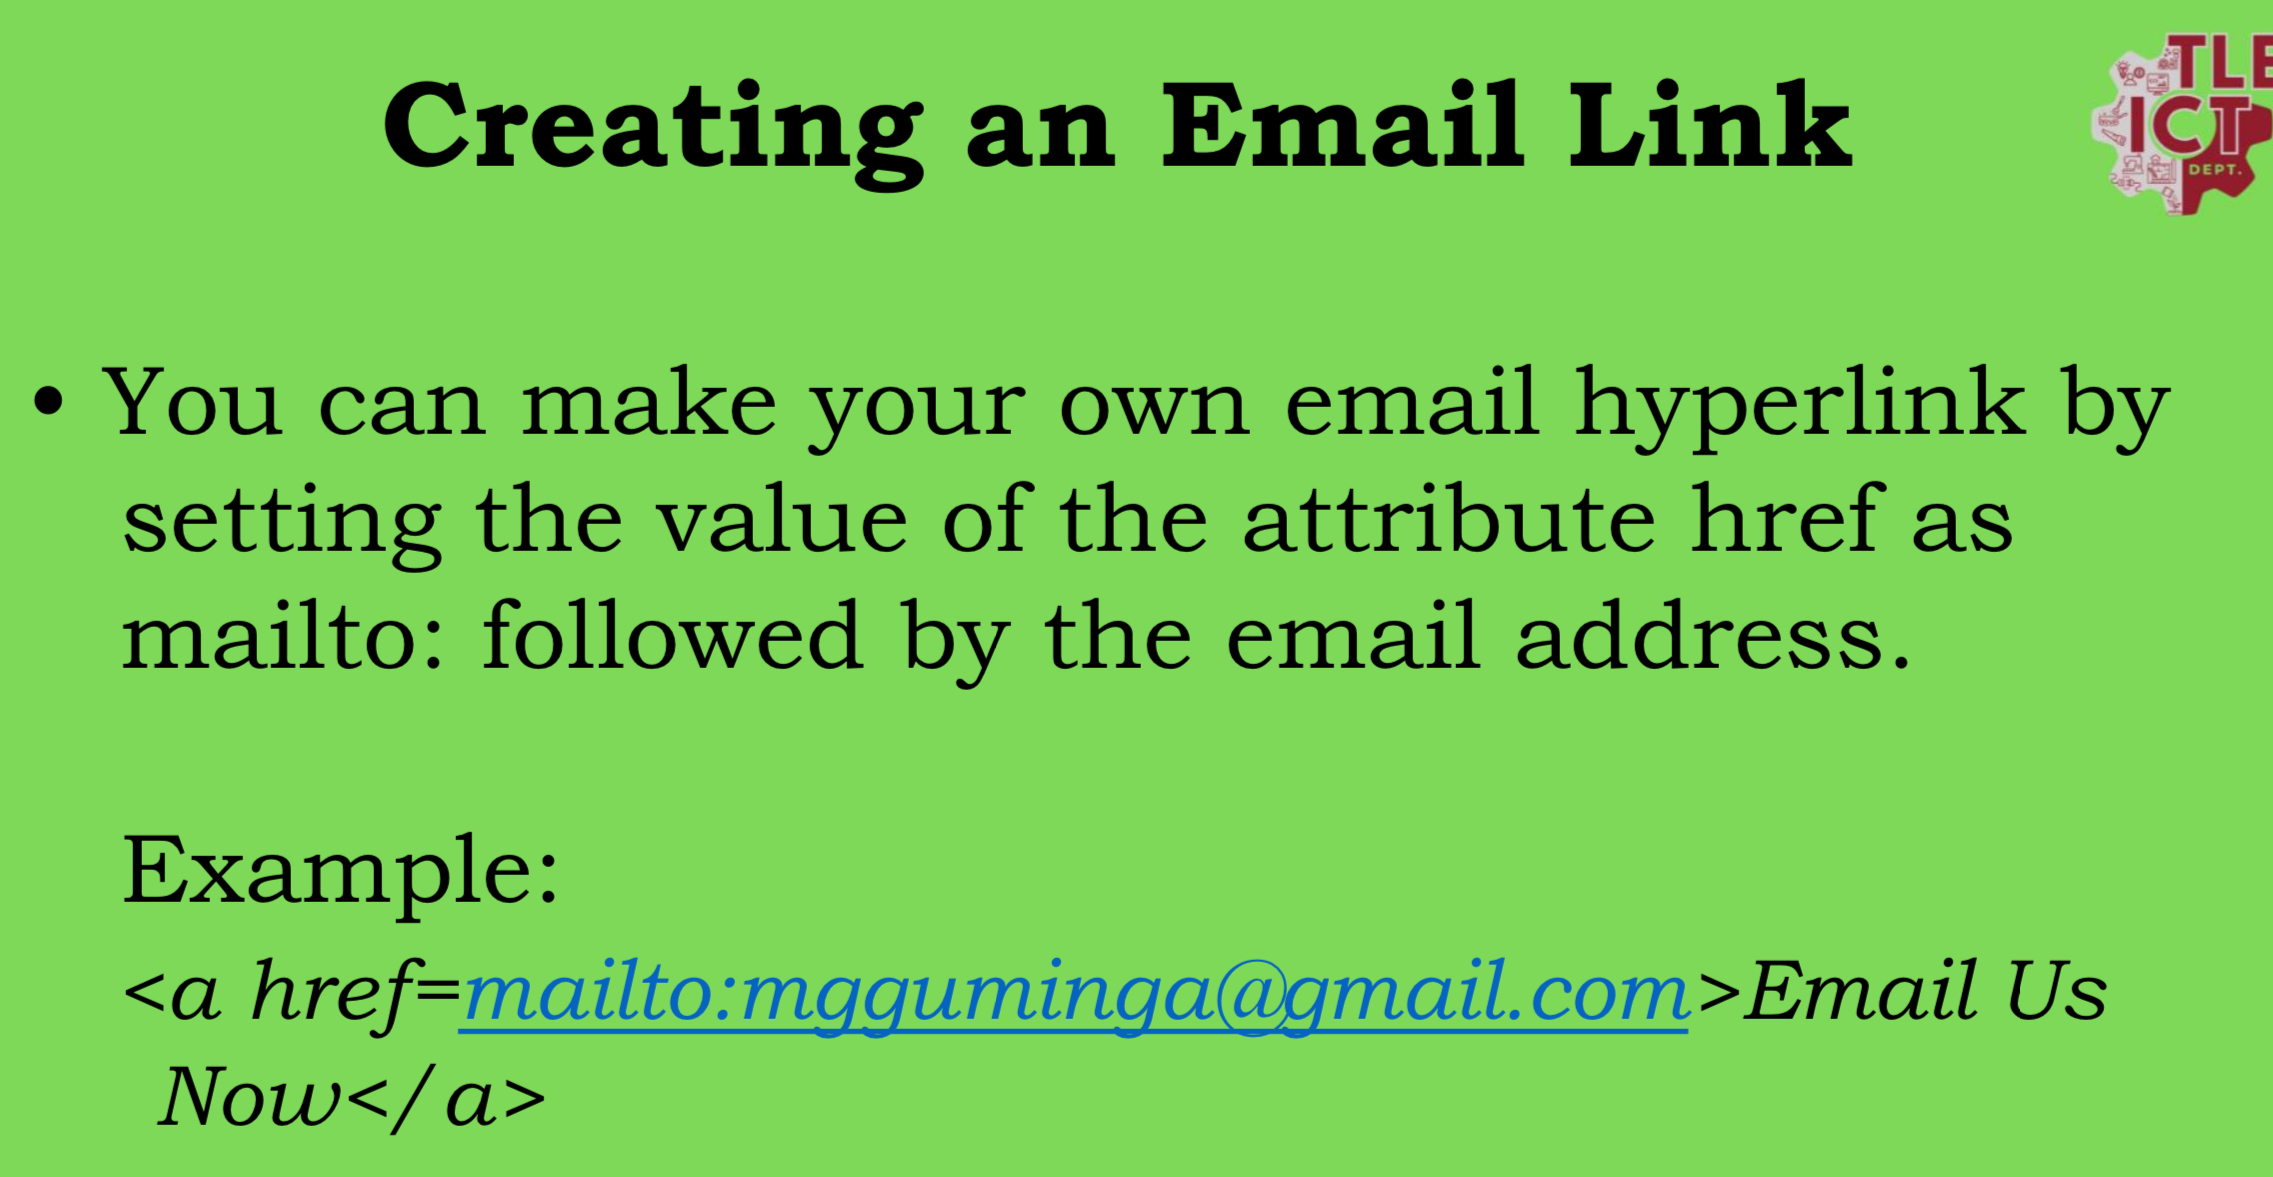 Creating an Email Link
TLE
ICT
DEPT.
• You can make your own email hyperlink by
setting the value of the attribute href as
mailto: followed by the email address.
Example:
<a href=mailto:mgguminga@gmail.com>Email Us
Now</a>